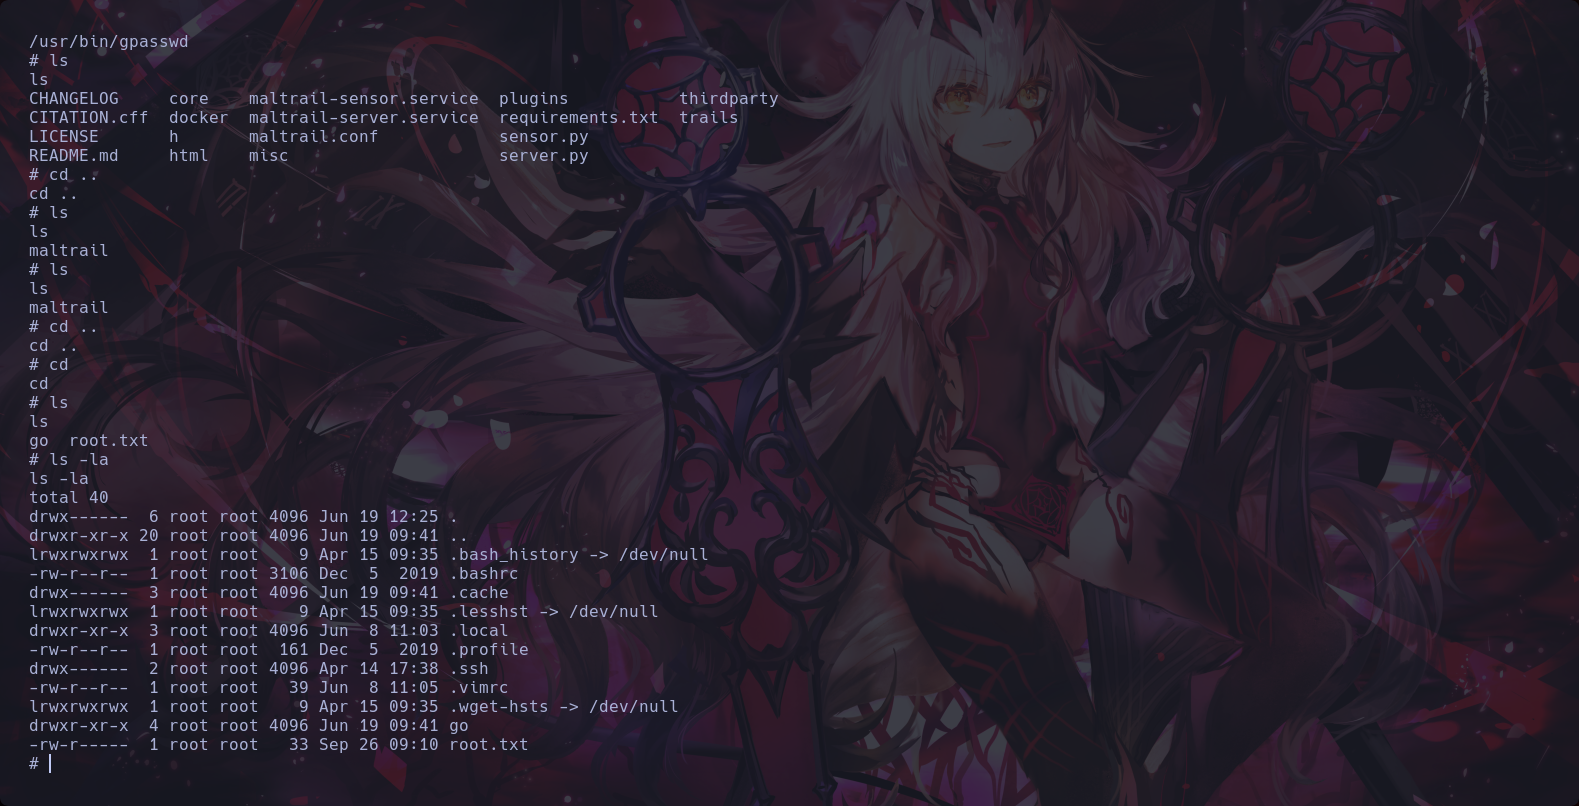 /usr/bin/gpasswd
# ls
ls
CHANGELOG     core    maltrail-sensor.service  plugins           thirdparty
CITATION.cff  docker  maltrail-server.service  requirements.txt  trails
LICENSE       h       maltrail.conf            sensor.py
README.md     html    misc                     server.py
# cd ..
cd ..
# ls
ls
maltrail
# ls
ls
maltrail
# cd ..
cd ..
# cd
cd
# ls
ls
go  root.txt
# ls -la
ls -la
total 40
drwx------  6 root root 4096 Jun 19 12:25 .
drwxr-xr-x 20 root root 4096 Jun 19 09:41 ..
lrwxrwxrwx  1 root root    9 Apr 15 09:35 .bash_history -> /dev/null
-rw-r--r--  1 root root 3106 Dec  5  2019 .bashrc
drwx------  3 root root 4096 Jun 19 09:41 .cache
lrwxrwxrwx  1 root root    9 Apr 15 09:35 .lesshst -> /dev/null
drwxr-xr-x  3 root root 4096 Jun  8 11:03 .local
-rw-r--r--  1 root root  161 Dec  5  2019 .profile
drwx------  2 root root 4096 Apr 14 17:38 .ssh
-rw-r--r--  1 root root   39 Jun  8 11:05 .vimrc
lrwxrwxrwx  1 root root    9 Apr 15 09:35 .wget-hsts -> /dev/null
drwxr-xr-x  4 root root 4096 Jun 19 09:41 go
-rw-r-----  1 root root   33 Sep 26 09:10 root.txt
#